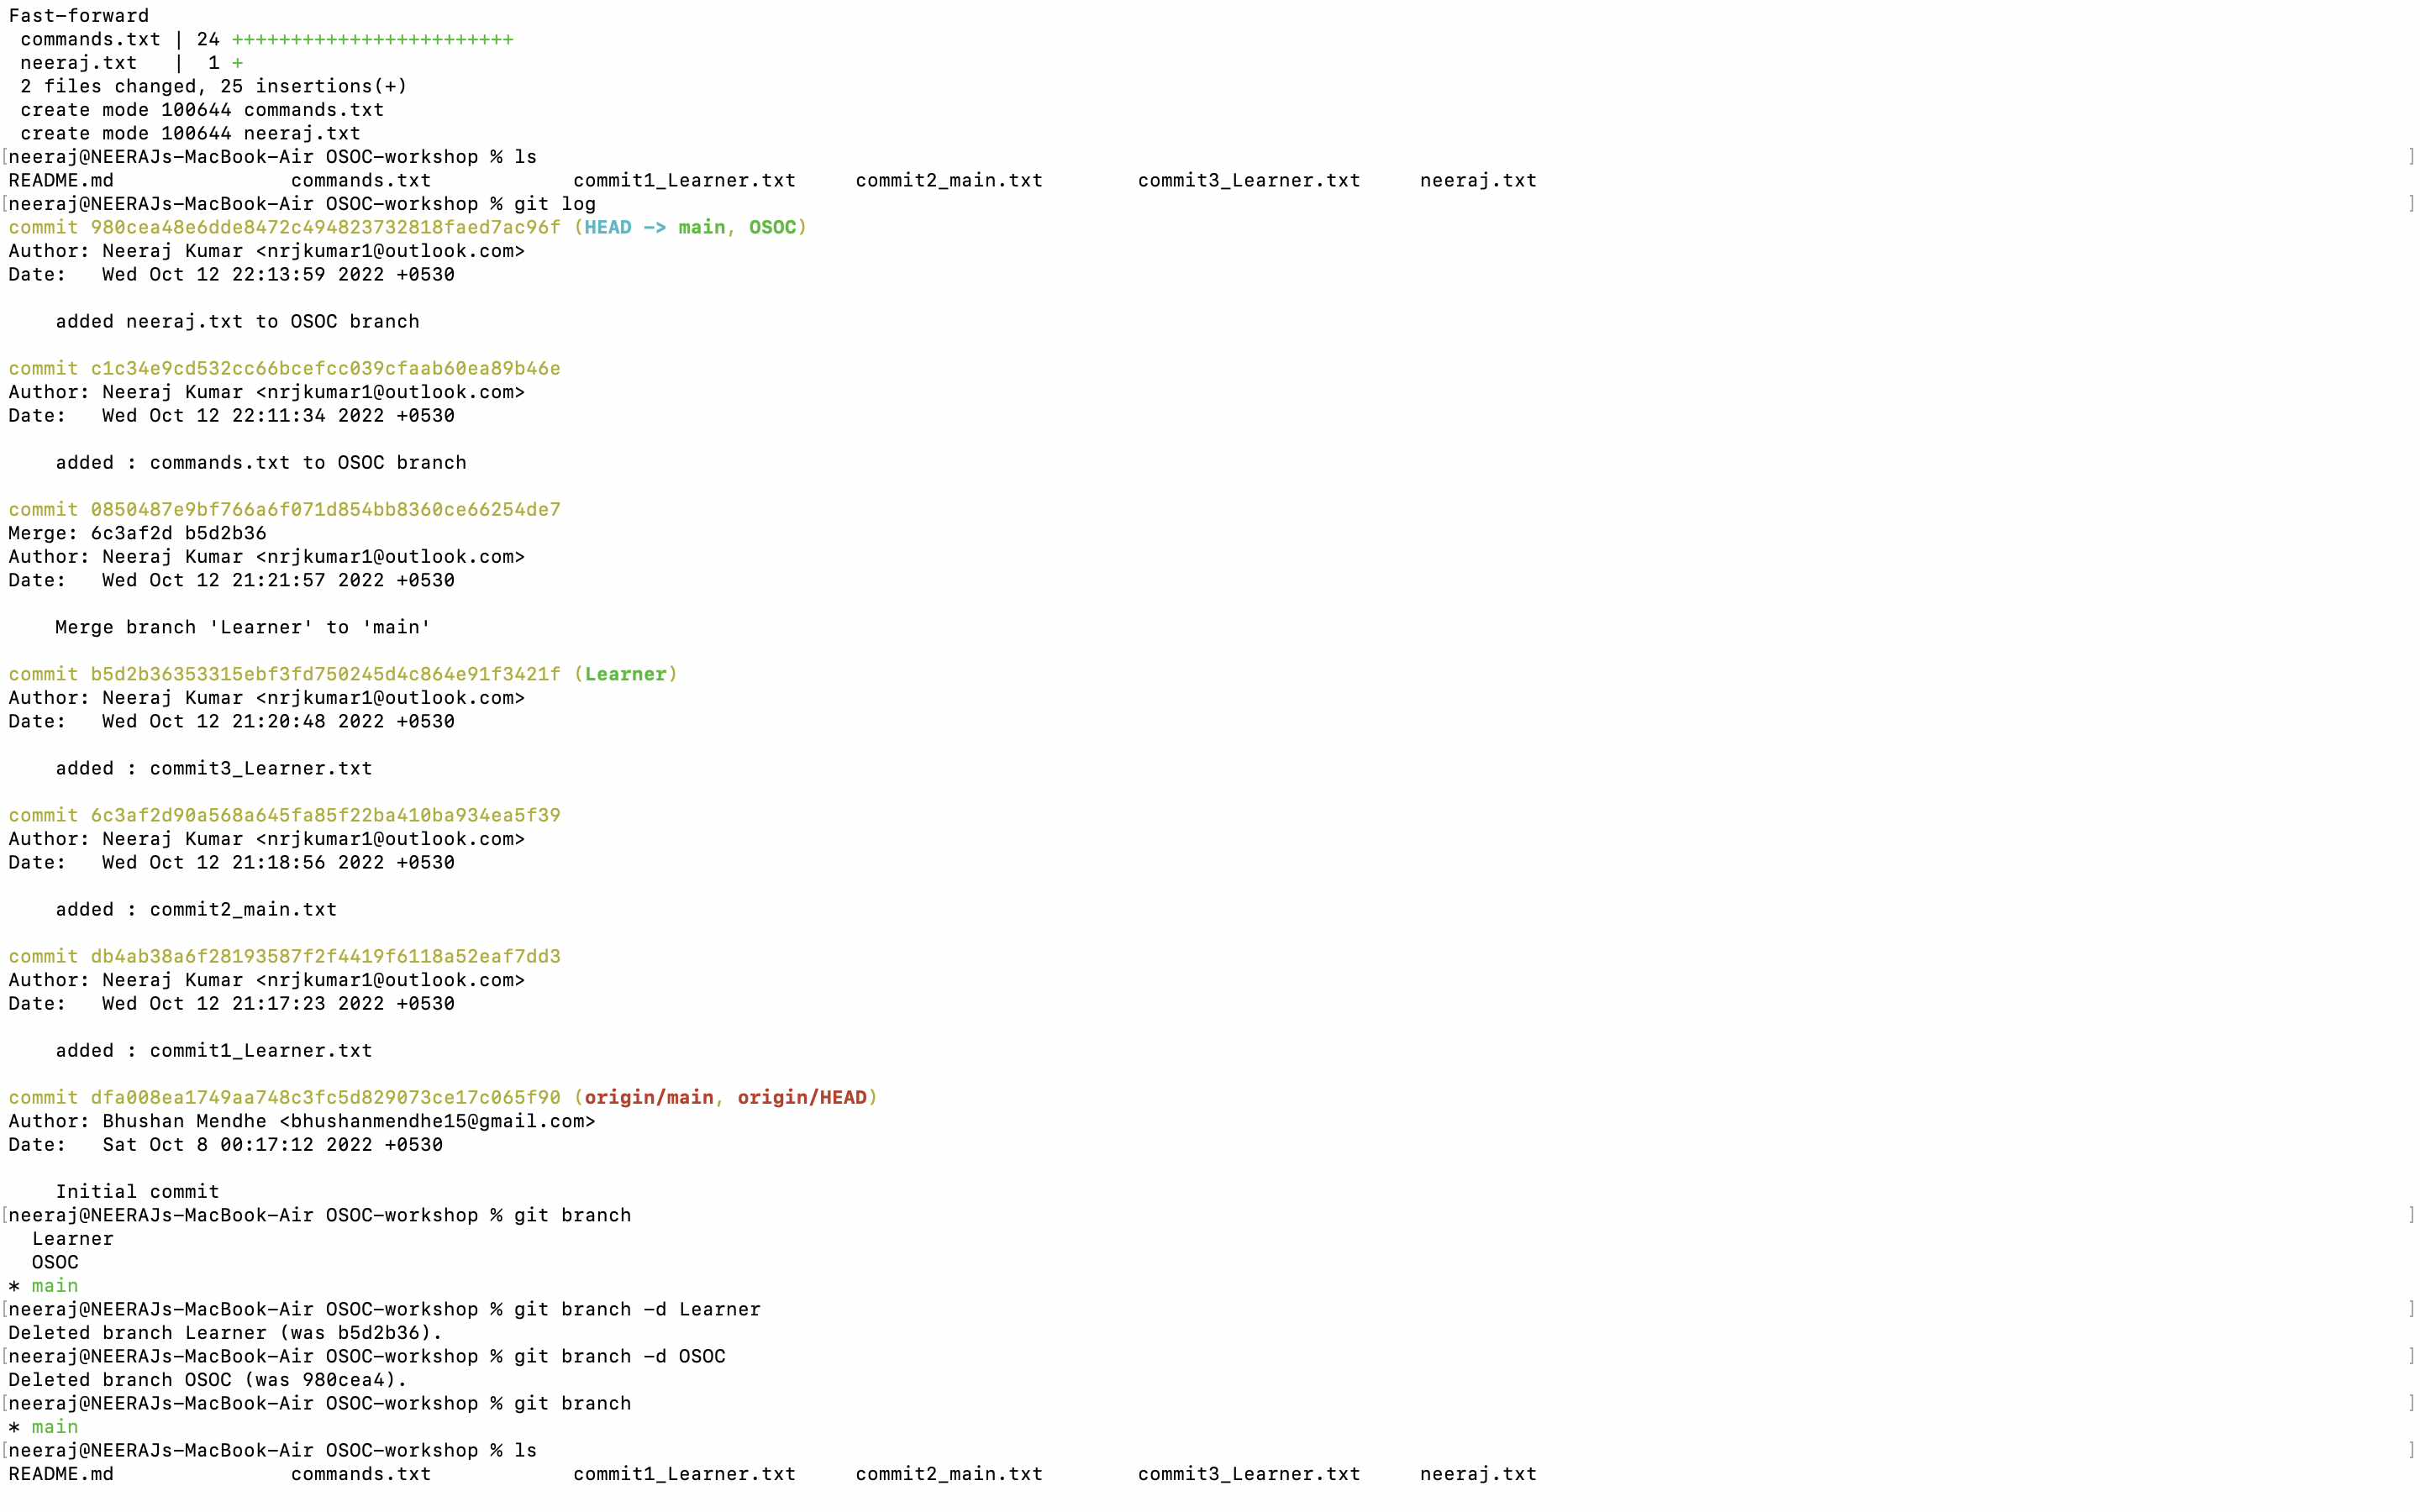 Fast-forward
 commands.txt | 24 ++++++++++++++++++++++++
 neeraj.txt   |  1 +
 2 files changed, 25 insertions(+)
 create mode 100644 commands.txt
 create mode 100644 neeraj.txt
[neeraj@NEERAJs-MacBook-Air OSOC-workshop % ls ]
README.md commands.txt commit1_Learner.txt commit2_main.txt commit3_Learner.txt neeraj.txt
[neeraj@NEERAJs-MacBook-Air OSOC-workshop % git log ]
commit 980cea48e6dde8472c494823732818faed7ac96f (HEAD -> main, OSOC)
Author: Neeraj Kumar <nrjkumar1@outlook.com>
Date:   Wed Oct 12 22:13:59 2022 +0530
    added neeraj.txt to OSOC branch
commit c1c34e9cd532cc66bcefcc039cfaab60ea89b46e
Author: Neeraj Kumar <nrjkumar1@outlook.com>
Date:   Wed Oct 12 22:11:34 2022 +0530
    added : commands.txt to OSOC branch
commit 0850487e9bf766a6f071d854bb8360ce66254de7
Merge: 6c3af2d b5d2b36
Author: Neeraj Kumar <nrjkumar1@outlook.com>
Date:   Wed Oct 12 21:21:57 2022 +0530
    Merge branch 'Learner' to 'main'
commit b5d2b36353315ebf3fd750245d4c864e91f3421f (Learner)
Author: Neeraj Kumar <nrjkumar1@outlook.com>
Date:   Wed Oct 12 21:20:48 2022 +0530
    added : commit3_Learner.txt
commit 6c3af2d90a568a645fa85f22ba410ba934ea5f39
Author: Neeraj Kumar <nrjkumar1@outlook.com>
Date:   Wed Oct 12 21:18:56 2022 +0530
    added : commit2_main.txt
commit db4ab38a6f28193587f2f4419f6118a52eaf7dd3
Author: Neeraj Kumar <nrjkumar1@outlook.com>
Date:   Wed Oct 12 21:17:23 2022 +0530
    added : commit1_Learner.txt
commit dfa008ea1749aa748c3fc5d829073ce17c065f90 (origin/main, origin/HEAD)
Author: Bhushan Mendhe <bhushanmendhe15@gmail.com>
Date:   Sat Oct 8 00:17:12 2022 +0530
    Initial commit
[neeraj@NEERAJs-MacBook-Air OSOC-workshop % git branch ]
  Learner
  OSOC
* main
[neeraj@NEERAJs-MacBook-Air OSOC-workshop % git branch -d Learner ]
Deleted branch Learner (was b5d2b36).
[neeraj@NEERAJs-MacBook-Air OSOC-workshop % git branch -d OSOC ]
Deleted branch OSOC (was 980cea4).
[neeraj@NEERAJs-MacBook-Air OSOC-workshop % git branch ]
* main
[neeraj@NEERAJs-MacBook-Air OSOC-workshop % ls ]
README.md commands.txt commit1_Learner.txt commit2_main.txt commit3_Learner.txt neeraj.txt